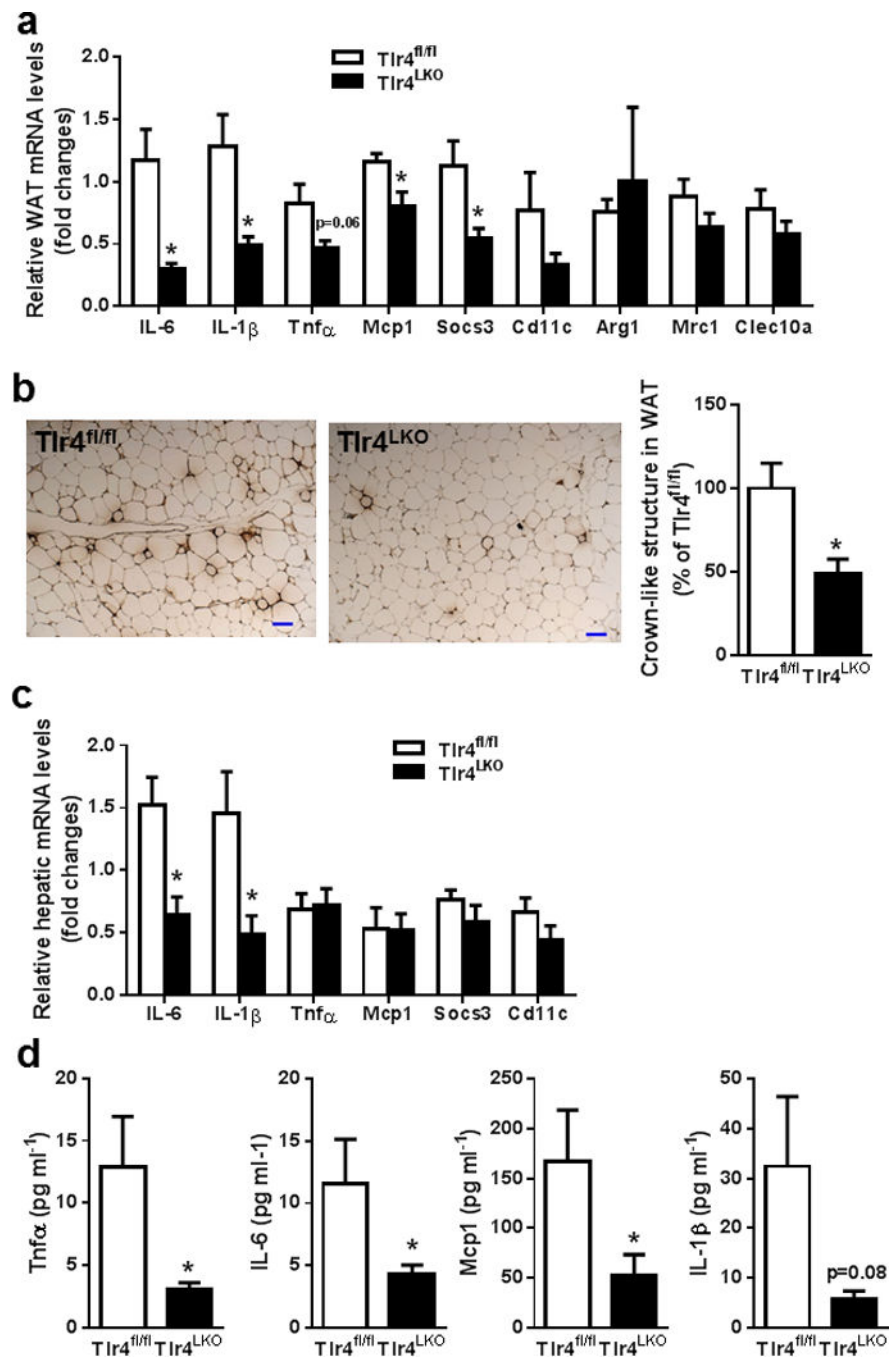 a
Relative WAT mRNA levels
(fold changes)
2.0
1.5
1.0
0.5
0.0
Tlr4fl/fl
Tlr4LKO
*
*
p=0.06
*
*
IL-6 IL-1β Tnfα Mcp1 Socs3 Cd11c Arg1 Mrc1 Clec10a
b
Tlr4fl/fl
Tlr4LKO
Crown-like structure in WAT
(% of Tlr4fl/fl)
150
100
50
0
*
Tlr4fl/fl Tlr4LKO
c
Relative hepatic mRNA levels
(fold changes)
2.0
1.5
1.0
0.5
0.0
Tlr4fl/fl
Tlr4LKO
*
*
IL-6 IL-1β Tnfα Mcp1 Socs3 Cd11c
d
Tnfα (pg ml-1)
20
15
10
5
0
*
Tlr4fl/fl Tlr4LKO
IL-6 (pg ml-1)
20
15
10
5
0
*
Tlr4fl/fl Tlr4LKO
Mcp1 (pg ml-1)
250
200
150
100
50
0
*
Tlr4fl/fl Tlr4LKO
IL-1β (pg ml-1)
50
40
30
20
10
0
p=0.08
Tlr4fl/fl Tlr4LKO